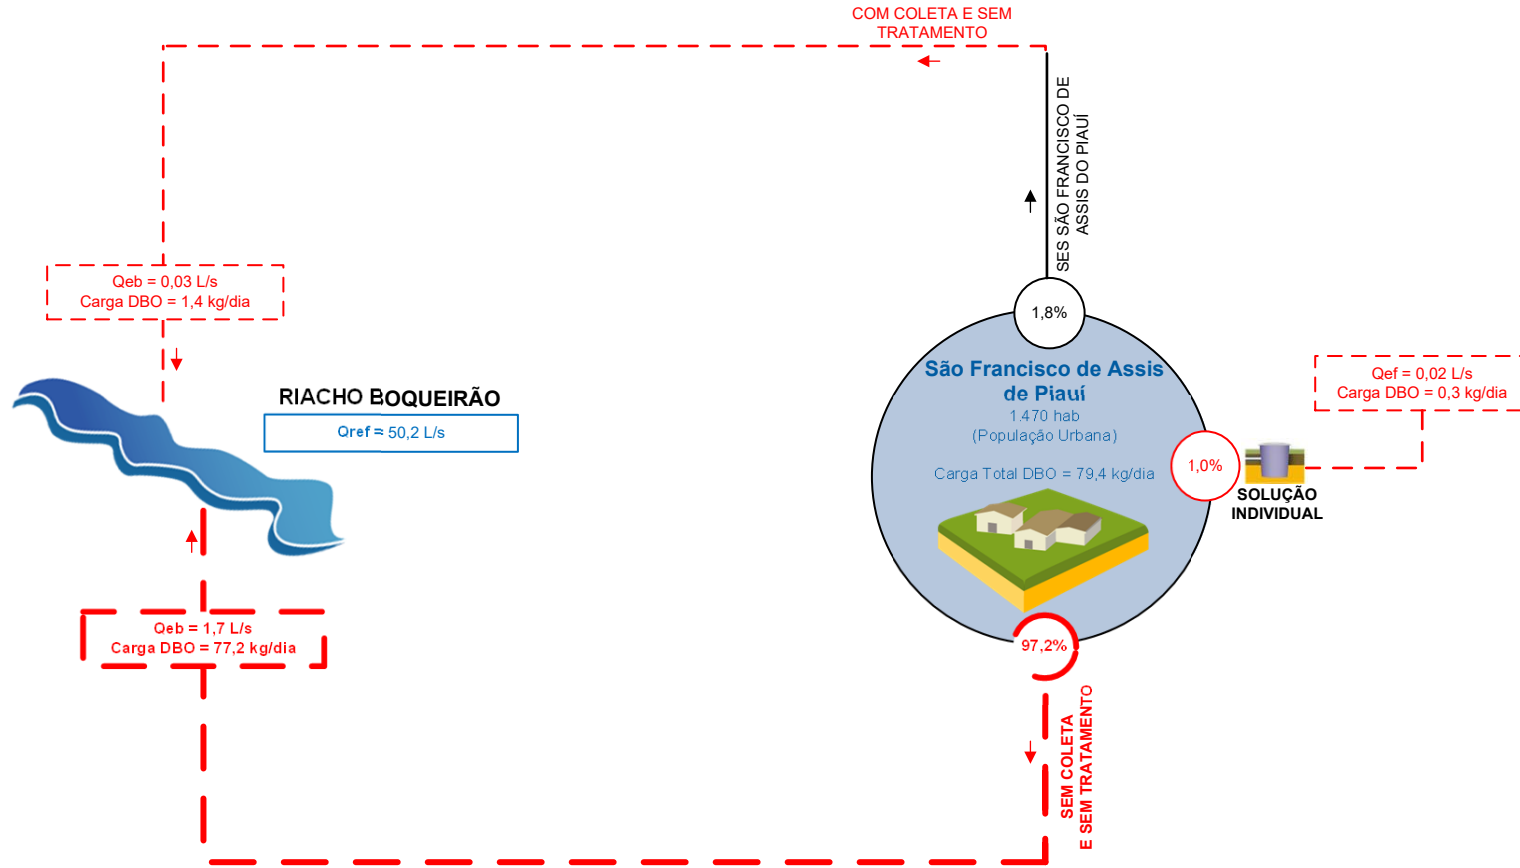 COM COLETA E SEM
TRATAMENTO
SES SÃO FRANCISCO DE
ASSIS DO PIAUÍ
Qeb = 0,03 L/s
Carga DBO = 1,4 kg/dia
1,8%
RIACHO BOQUEIRÃO
Qref = 50,2 L/s
São Francisco de Assis
de Piauí
1.470 hab
(População Urbana)
Carga Total DBO = 79,4 kg/dia
Qef = 0,02 L/s
Carga DBO = 0,3 kg/dia
1,0%
SOLUÇÃO
INDIVIDUAL
Qeb = 1,7 L/s
Carga DBO = 77,2 kg/dia
97,2%
SEM COLETA
E SEM TRATAMENTO